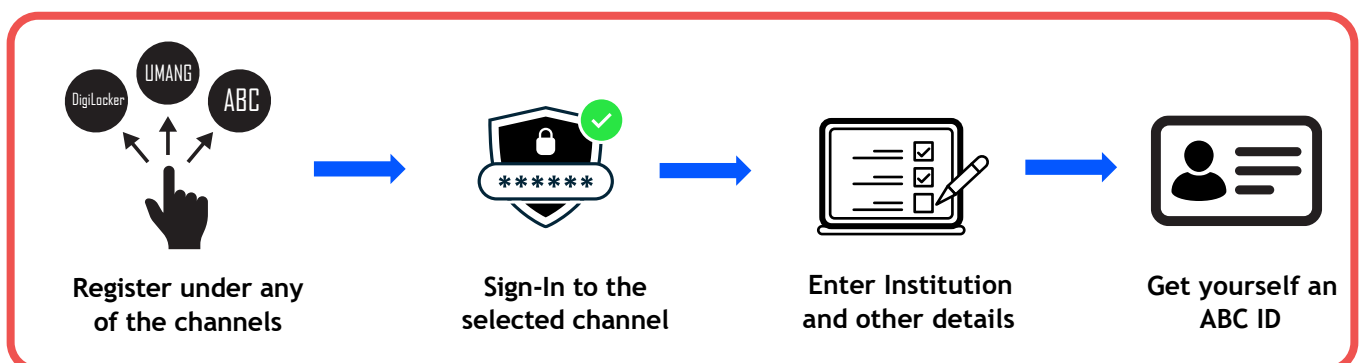 UMANG
DigiLocker
ABC
******
Register under any
of the channels
Sign-In to the
selected channel
Enter Institution
and other details
Get yourself an
ABC ID